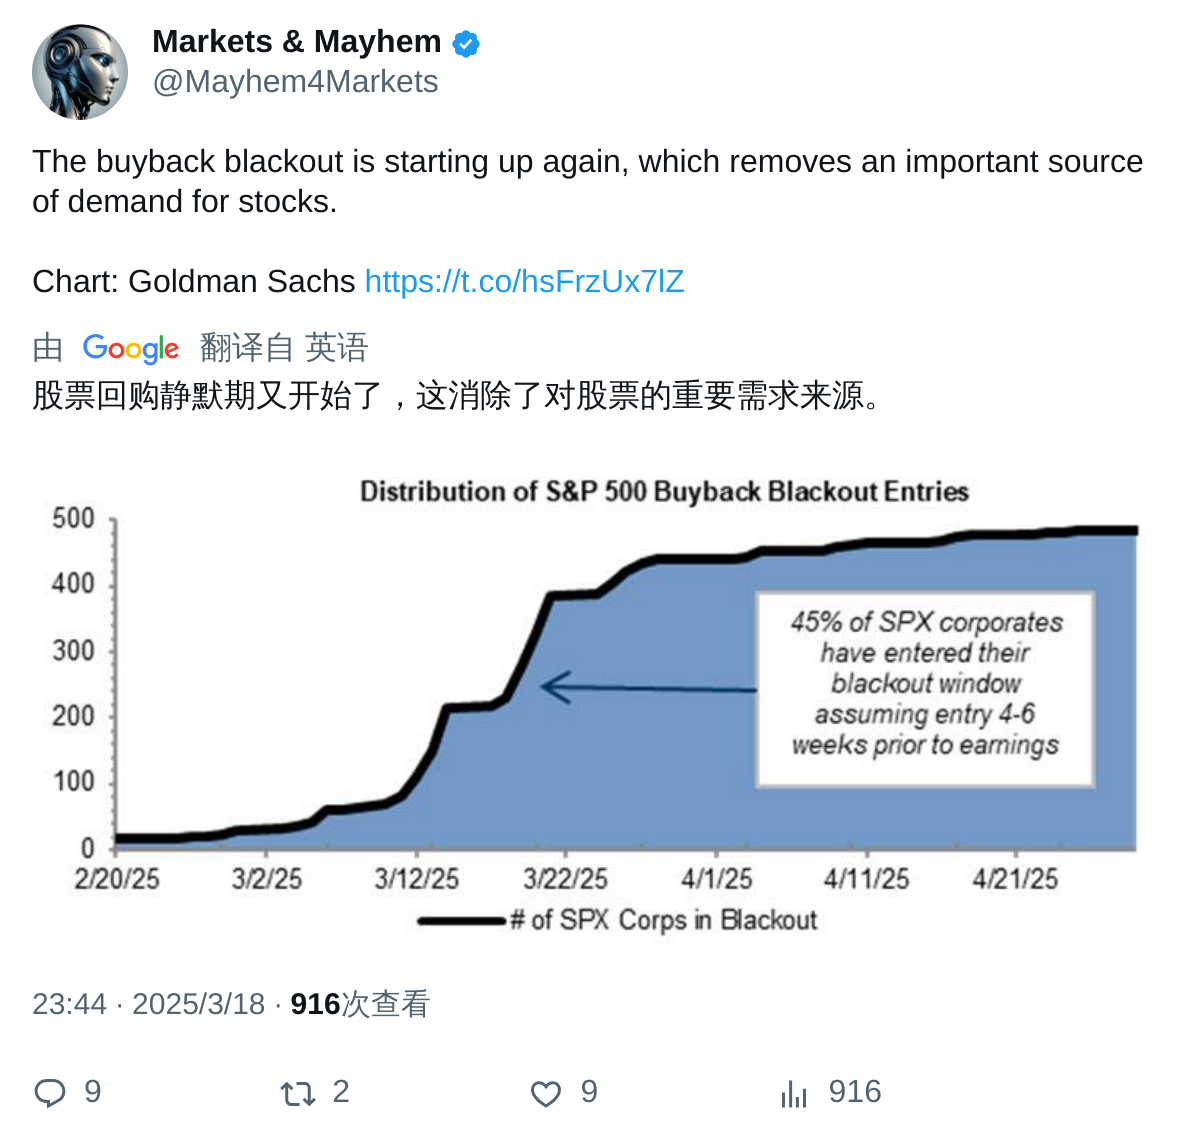 Markets & Mayhem
@Mayhem4Markets
The buyback blackout is starting up again, which removes an important source
of demand for stocks.
Chart: Goldman Sachs https://t.co/hsFrzUx7lZ
由 Google 翻译自 英语
股票回购静默期又开始了，这消除了对股票的重要需求来源。
Distribution of S&P 500 Buyback Blackout Entries
500
400
300
200
100
0
45% of SPX corporates
have entered their
blackout window
assuming entry 4-6
weeks prior to earnings
2/20/25 3/2/25 3/12/25 3/22/25 4/1/25 4/11/25 4/21/25
# of SPX Corps in Blackout
23:44 · 2025/3/18 · 916次查看
9 2 9 916